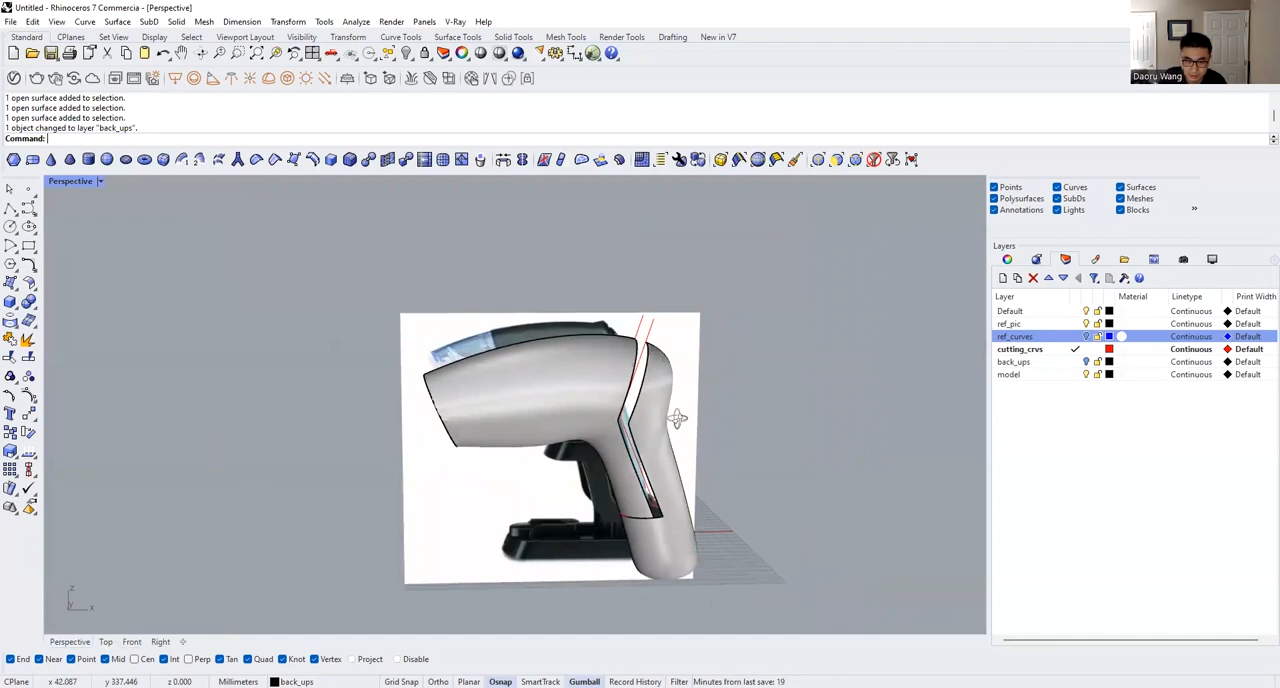 Untitled - Rhinoceros 7 Commercia - [Perspective]
File Edit View Curve Surface SubD Solid Mesh Dimension Transform Tools Analyze Render Panels V-Ray Help
Standard CPlanes Set View Display Select Viewport Layout Visibility Transform Curve Tools Surface Tools Solid Tools Mesh Tools Render Tools Drafting New in V7
Daoru Wang
1 open surface added to selection.
1 open surface added to selection.
1 open surface added to selection.
1 object changed to layer "back_ups".
Command:
Perspective
Points Curves Surfaces
Polysurfaces SubDs Meshes
Annotations Lights Blocks
Layers
Layer Material Linetype Print Width
Default Continuous Default
ref_pic Continuous Default
ref_curves Continuous Default
cutting_crvs Continuous Default
back_ups Continuous Default
model Continuous Default
z
y x
Perspective Top Front Right
End Near Point Mid Cen Int Perp Tan Quad Knot Vertex Project Disable
CPlane x 42.087 y 337.446 z 0.000 Millimeters back_ups Grid Snap Ortho Planar Osnap SmartTrack Gumball Record History Filter Minutes from last save: 19